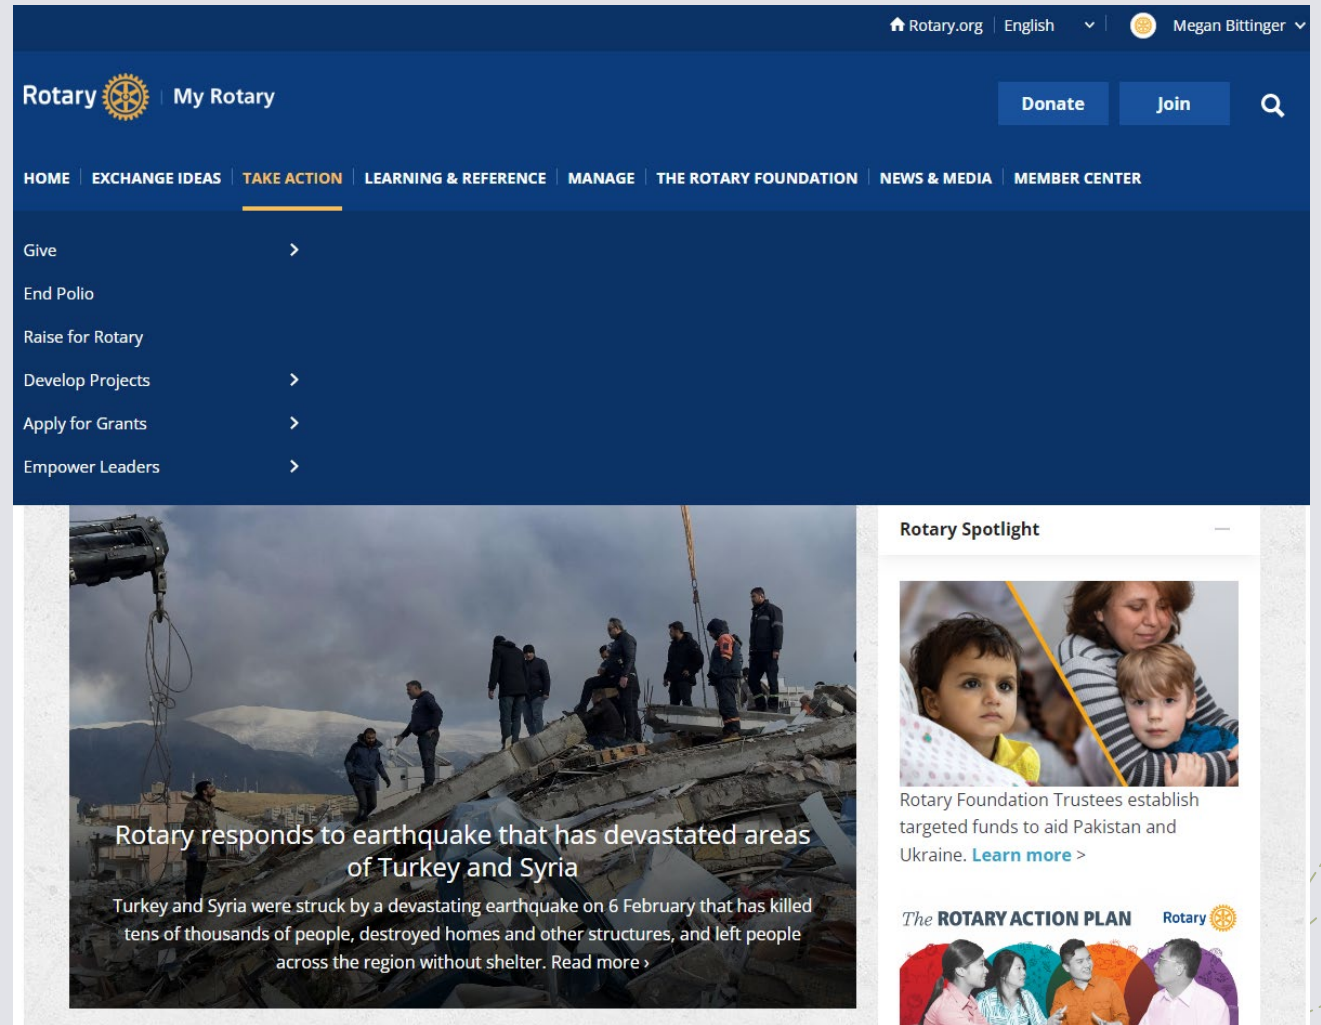 Rotary.org English Megan Bittinger
Rotary My Rotary
Donate Join
HOME EXCHANGE IDEAS TAKE ACTION LEARNING & REFERENCE MANAGE THE ROTARY FOUNDATION NEWS & MEDIA MEMBER CENTER
Give
End Polio
Raise for Rotary
Develop Projects
Apply for Grants
Empower Leaders
Rotary responds to earthquake that has devastated areas
of Turkey and Syria
Turkey and Syria were struck by a devastating earthquake on 6 February that has killed
tens of thousands of people, destroyed homes and other structures, and left people
across the region without shelter. Read more ›
Rotary Spotlight
Rotary Foundation Trustees establish
targeted funds to aid Pakistan and
Ukraine. Learn more >
The ROTARY ACTION PLAN Rotary